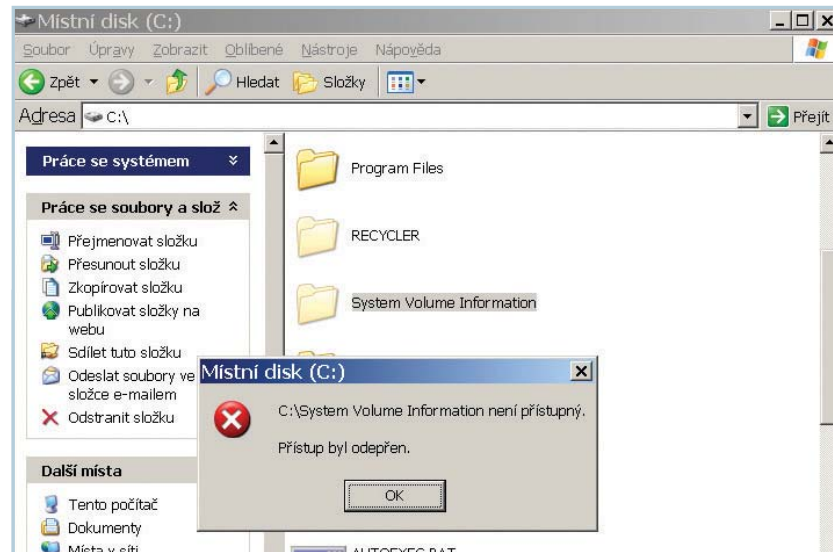 Místní disk (C:)
Soubor Úpravy Zobrazit Oblíbené Nástroje Nápověda
Zpět Hledat Složky
Adresa C:\ Přejít
Práce se systémem
Práce se soubory a slož
Přejmenovat složku
Přesunout složku
Zkopírovat složku
Publikovat složky na
webu
Sdílet tuto složku
Odeslat soubory ve
složce e-mailem
Odstranit složku
Další místa
Tento počítač
Dokumenty
Místa v síti
Program Files
RECYCLER
System Volume Information
Místní disk (C:)
C:\System Volume Information není přístupný.
Přístup byl odepřen.
OK
AUTOEXEC.BAT